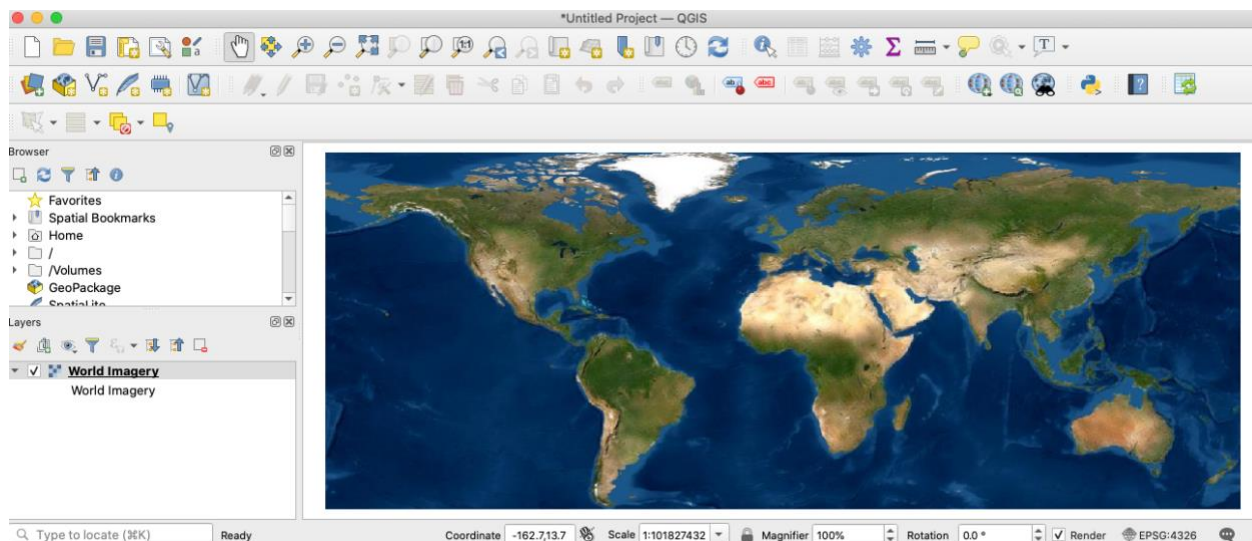 *Untitled Project — QGIS
Browser
Favorites
Spatial Bookmarks
Home
/
/Volumes
GeoPackage
SpatiaLite
Layers
World Imagery
World Imagery
Type to locate (⌘K) Ready Coordinate -162.7,13.7 Scale 1:101827432 Magnifier 100% Rotation 0.0 ° Render EPSG:4326